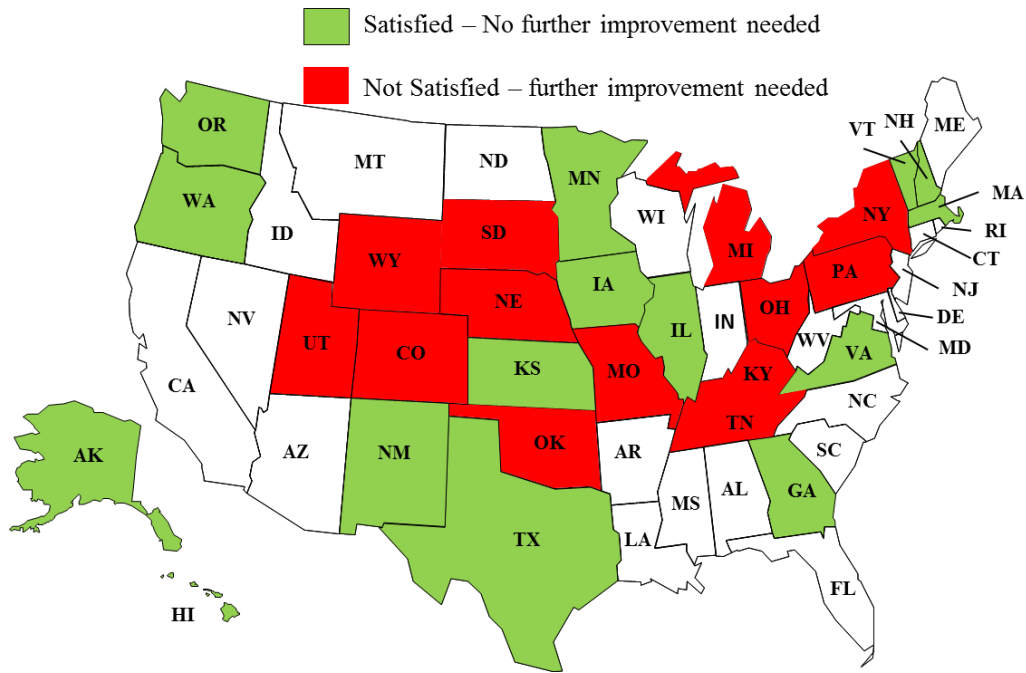 Satisfied – No further improvement needed
Not Satisfied – further improvement needed
OR
WA
MT
ID
ND
MN
WI
VT
NH
ME
MA
RI
CT
NJ
DE
MD
NY
PA
MI
SD
WY
NE
IA
IL
IN
OH
WV
VA
NV
UT
CO
KS
MO
KY
TN
NC
SC
CA
AZ
NM
OK
AR
MS
AL
GA
AK
TX
LA
FL
HI